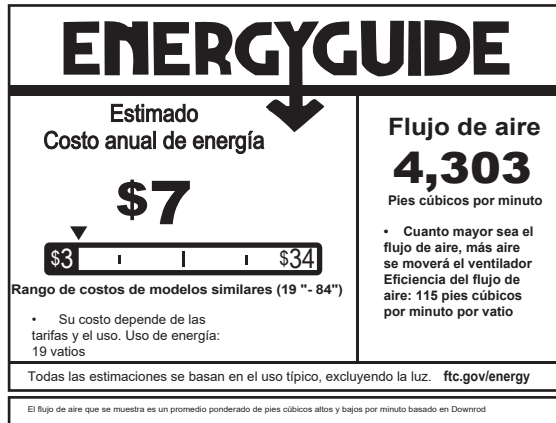 ENERGYGUIDE
Estimado
Costo anual de energía
$7
$3
$34
Rango de costos de modelos similares (19 "- 84")
• Su costo depende de las
tarifas y el uso. Uso de energía:
19 vatios
Flujo de aire
4,303
Pies cúbicos por minuto
• Cuanto mayor sea el
flujo de aire, más aire
se moverá el ventilador
Eficiencia del flujo de
aire: 115 pies cúbicos
por minuto por vatio
Todas las estimaciones se basan en el uso típico, excluyendo la luz. ftc.gov/energy
El flujo de aire que se muestra es un promedio ponderado de pies cúbicos altos y bajos por minuto basado en Downrod